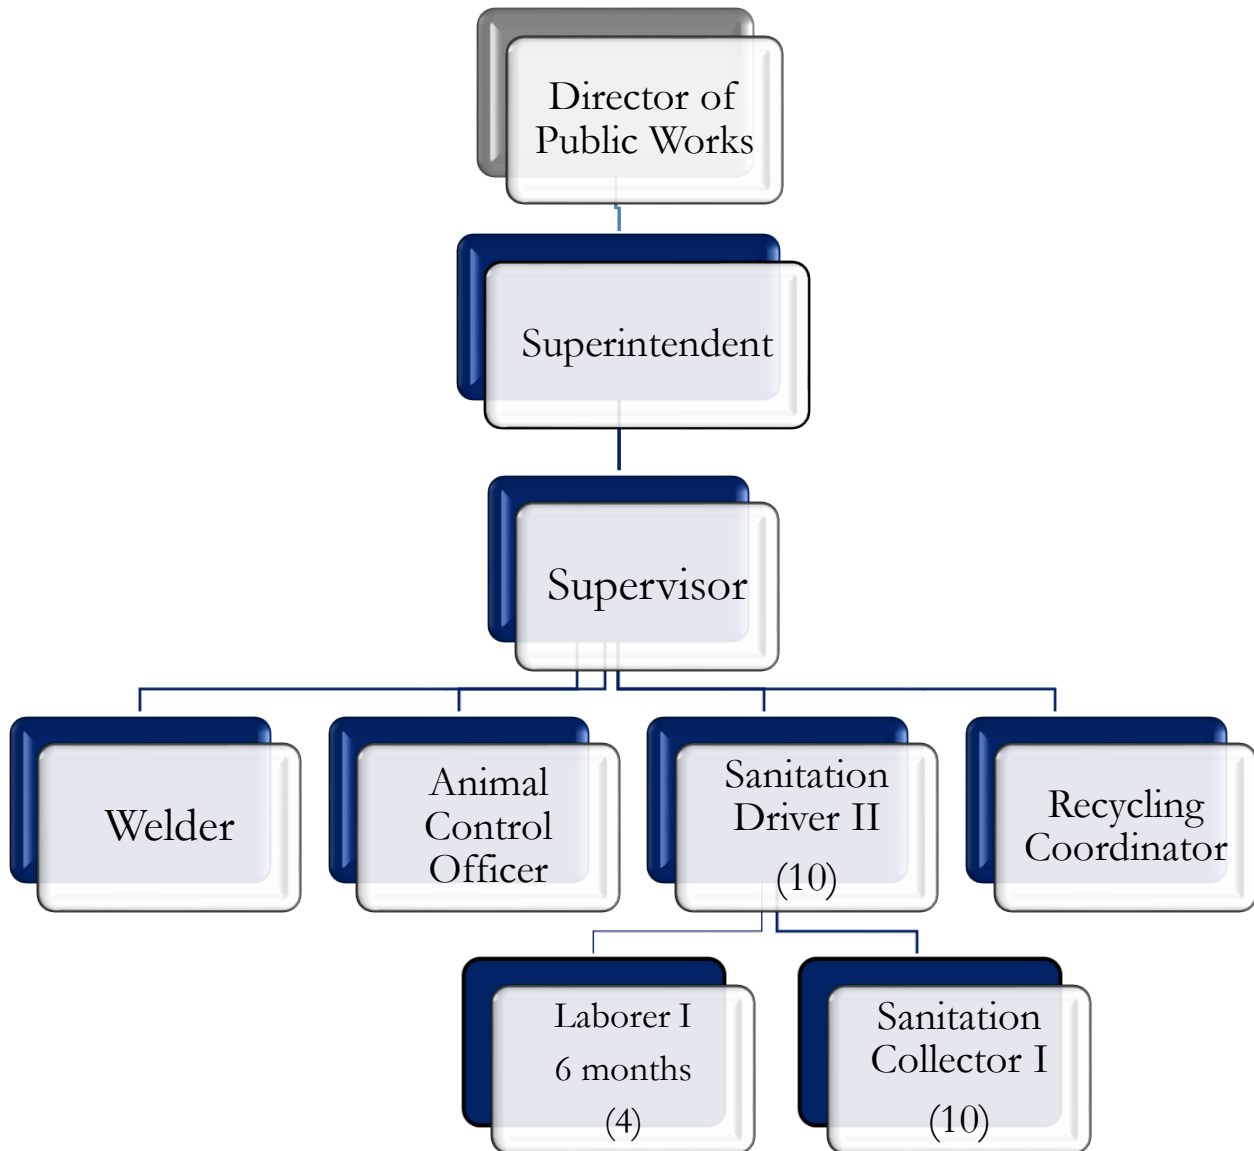 Director of
Public Works
Superintendent
Supervisor
Welder
Animal
Control
Officer
Sanitation
Driver II
(10)
Recycling
Coordinator
Laborer I
6 months
(4)
Sanitation
Collector I
(10)